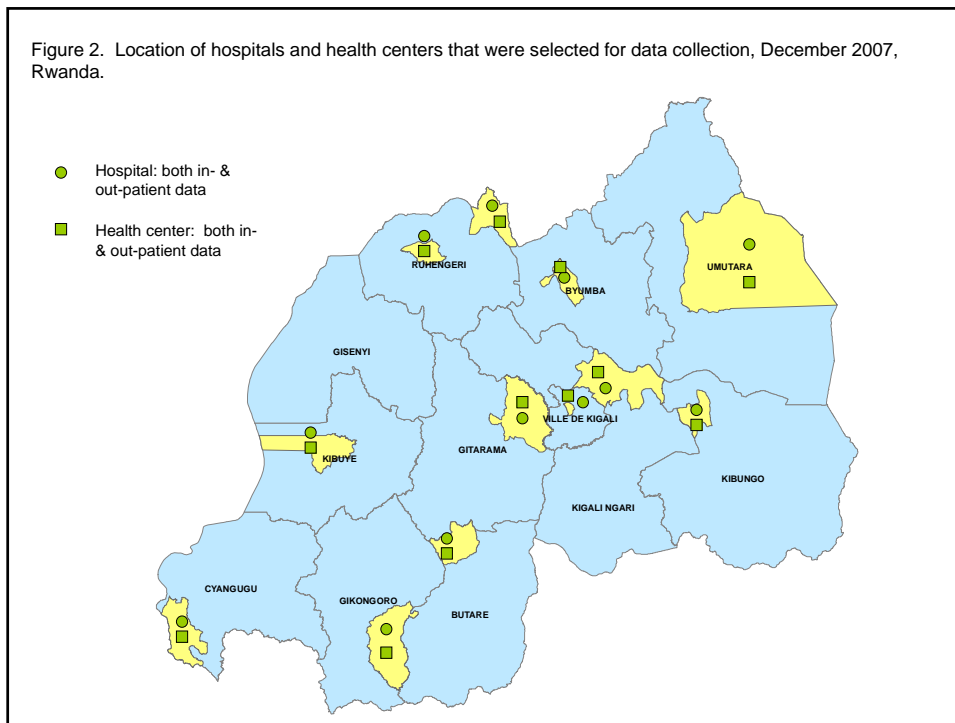 Figure 2.  Location of hospitals and health centers that were selected for data collection, December 2007,
Rwanda.
Hospital: both in- &
out-patient data
Health center:  both in-
& out-patient data
RUHENGERI
BYUMBA
UMUTARA
GISENYI
VILLE DE KIGALI
GITARAMA
KIBUYE
KIBUNGO
KIGALI NGARI
CYANGUGU
GIKONGORO
BUTARE